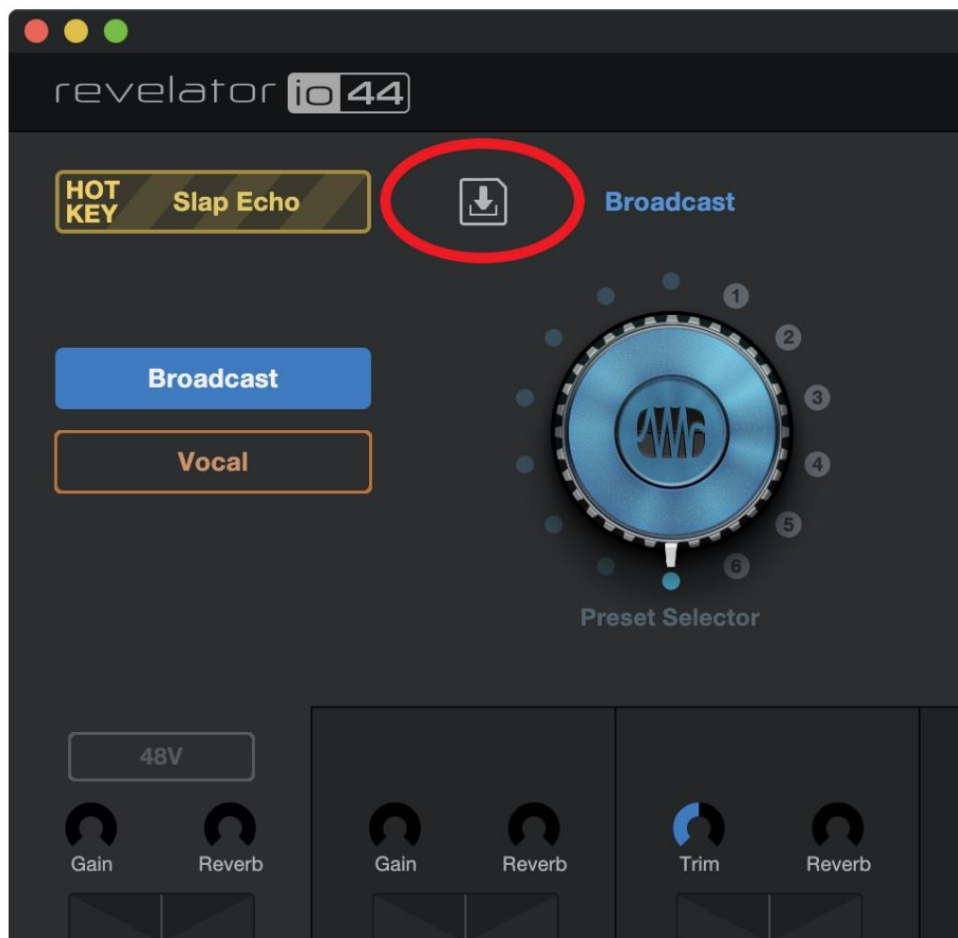 revelator io 44
HOT KEY Slap Echo
Broadcast
Broadcast
Vocal
1
2
3
4
5
6
Preset Selector
48V
Gain Reverb Gain Reverb Trim Reverb